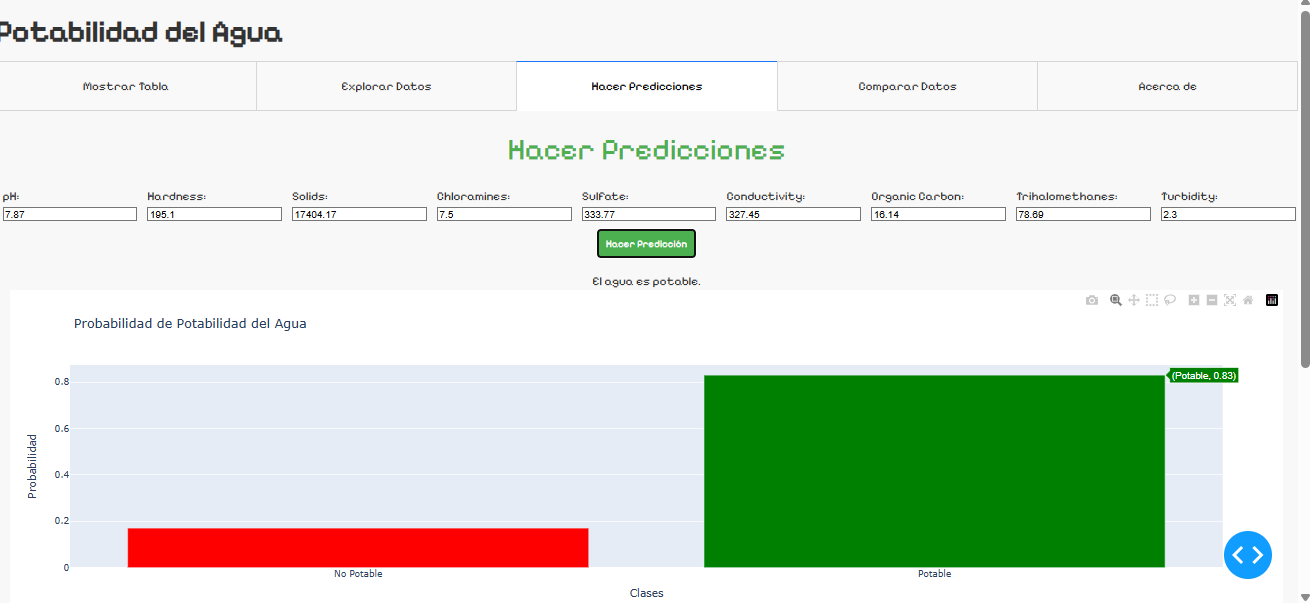 Potabilidad del Agua
Mostrar Tabla Explorar Datos Hacer Predicciones Comparar Datos Acerca de
Hacer Predicciones
pH: Hardness: Solids: Chloramines: Sulfate: Conductivity: Organic Carbon: Trihalomethanes: Turbidity:
7.87 195.1 17404.17 7.5 333.77 327.45 16.14 78.69 2.3
Hacer Predicción
El agua es potable.
Probabilidad de Potabilidad del Agua
(Potable, 0.83)
0.8
0.6
0.4
0.2
0
Probabilidad
No Potable Potable
Clases